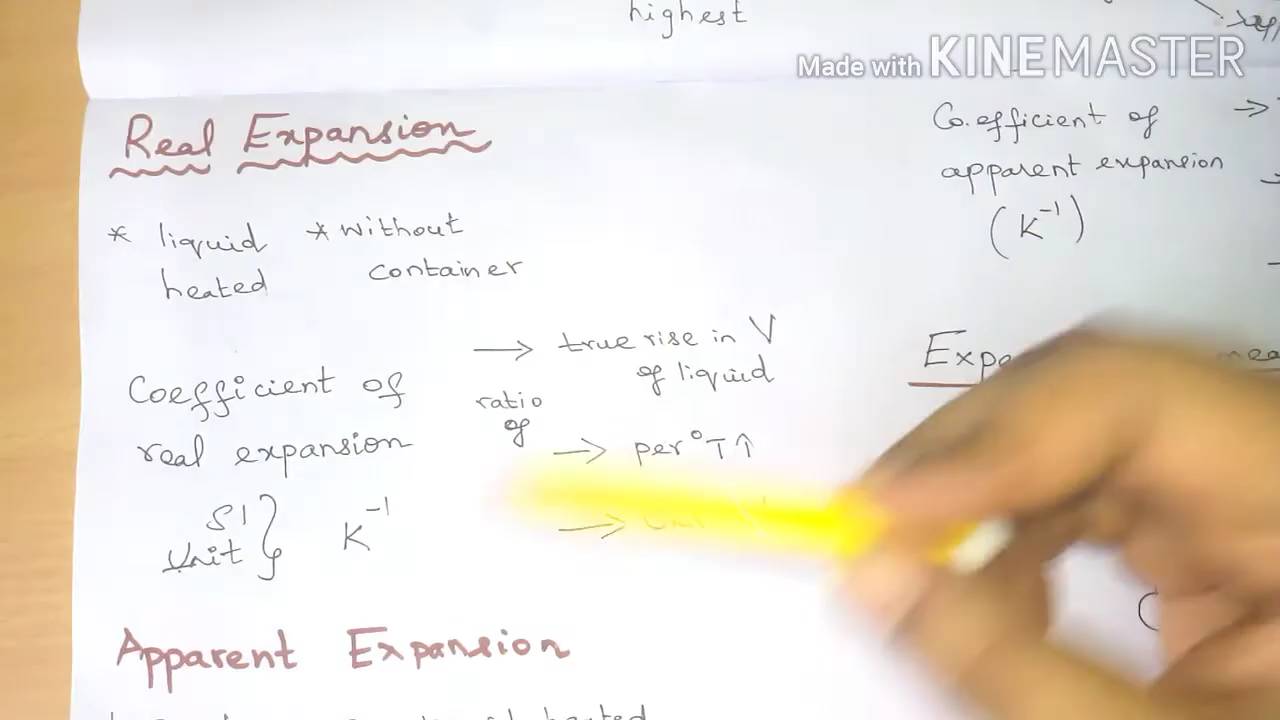 highest
Made with KINEMASTER
Real Expansion
* liquid heated
* without container
Coefficient of
real expansion
ratio of
→ true rise in V
of liquid
→ per °T↑
→
SI Unit } K⁻¹
Apparent Expansion
heated
Co.efficient of →
apparent expansion
(K⁻¹)